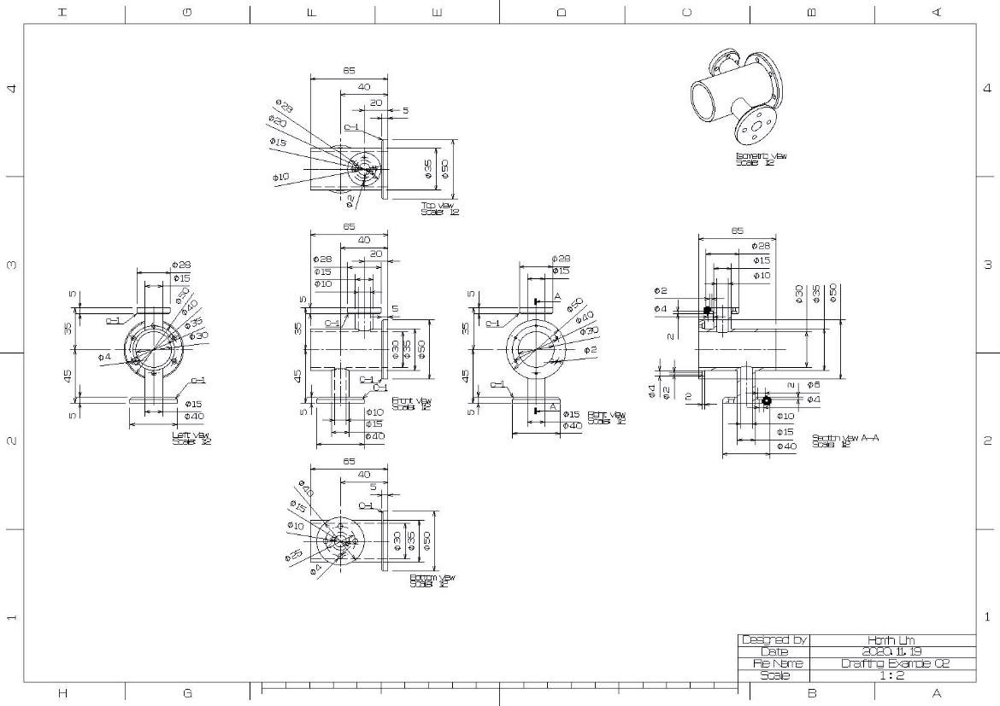 H G F E D C B A
4 4
3 3
2 2
1 1
65
40
20
5
Φ28
Φ20
Φ15
Φ10
c-1
Φ2
Φ35
Φ50
Top view
Scale: 1:2
Isometric view
Scale: 1:2
Φ28
Φ15
Φ50
Φ40
Φ35
Φ30
5
35
45
5
c-1
Φ4
c-1
Φ15
Φ40
Left view
Scale: 1:2
65
40
20
Φ28
Φ15
Φ10
5
5
35
45
5
C-1
Φ30
Φ35
Φ50
C-1
C-1
Φ10
Φ15
Φ40
Front view
Scale: 1:2
Φ28
Φ15
A
Φ50
Φ40
Φ30
Φ2
5
35
45
5
c-1
c-1
A
Φ15
Φ40
Right view
Scale: 1:2
65
Φ28
Φ15
Φ10
Φ2
Φ4
2
Φ30
Φ35
Φ50
Φ4
Φ2
2
2
Φ6
Φ4
Φ10
Φ15
Φ40
Section view A-A
Scale: 1:2
65
40
5
C-1
Φ40
Φ15
Φ10
Φ25
Φ4
Φ30
Φ35
Φ50
Bottom view
Scale: 1:2
Designed by
Date 2020.11.19
File Name Drafting Example 02
Scale 1:2
H G B A